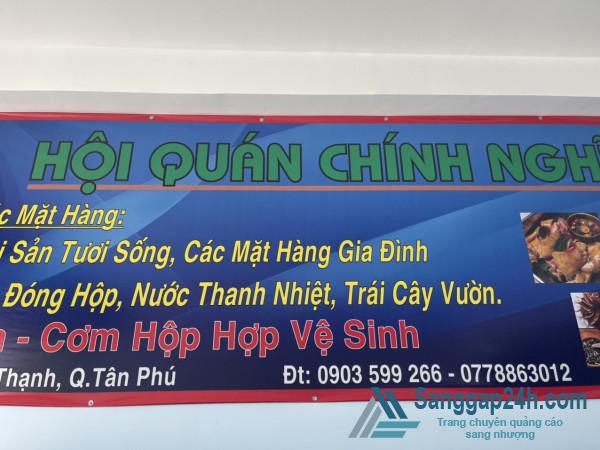 HỘI QUÁN CHÍNH
Mặt Hàng:
Sản Tươi Sống, Các Mặt Hàng Gia Đình
Đóng Hộp, Nước Thanh Nhiệt, Trái Cây Vườn.
- Cơm Hộp Hợp Vệ Sinh
Thạnh, Q.Tân Phú Đt: 0903 599 266 - 0778863012
Sanggap24h.com
Trang chuyên quảng cáo
sang nhượng